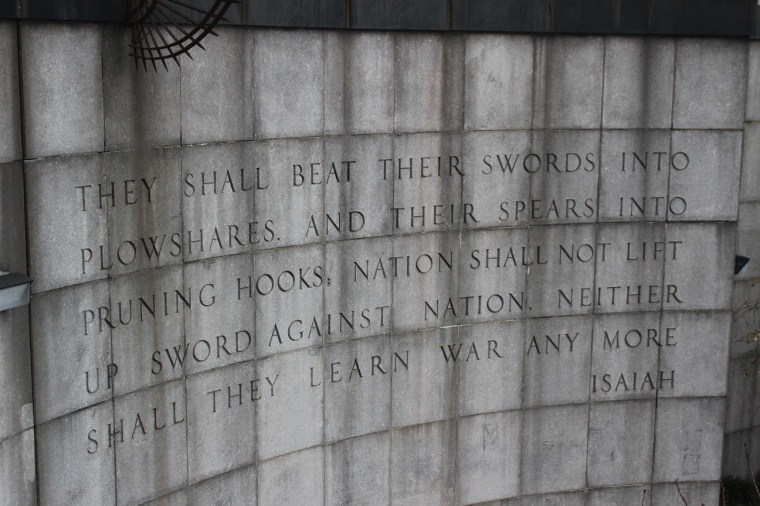 THEY SHALL BEAT THEIR SWORDS INTO
PLOWSHARES. AND THEIR SPEARS INTO
PRUNING HOOKS; NATION SHALL NOT LIFT
UP SWORD AGAINST NATION. NEITHER
SHALL THEY LEARN WAR ANY MORE
ISAIAH